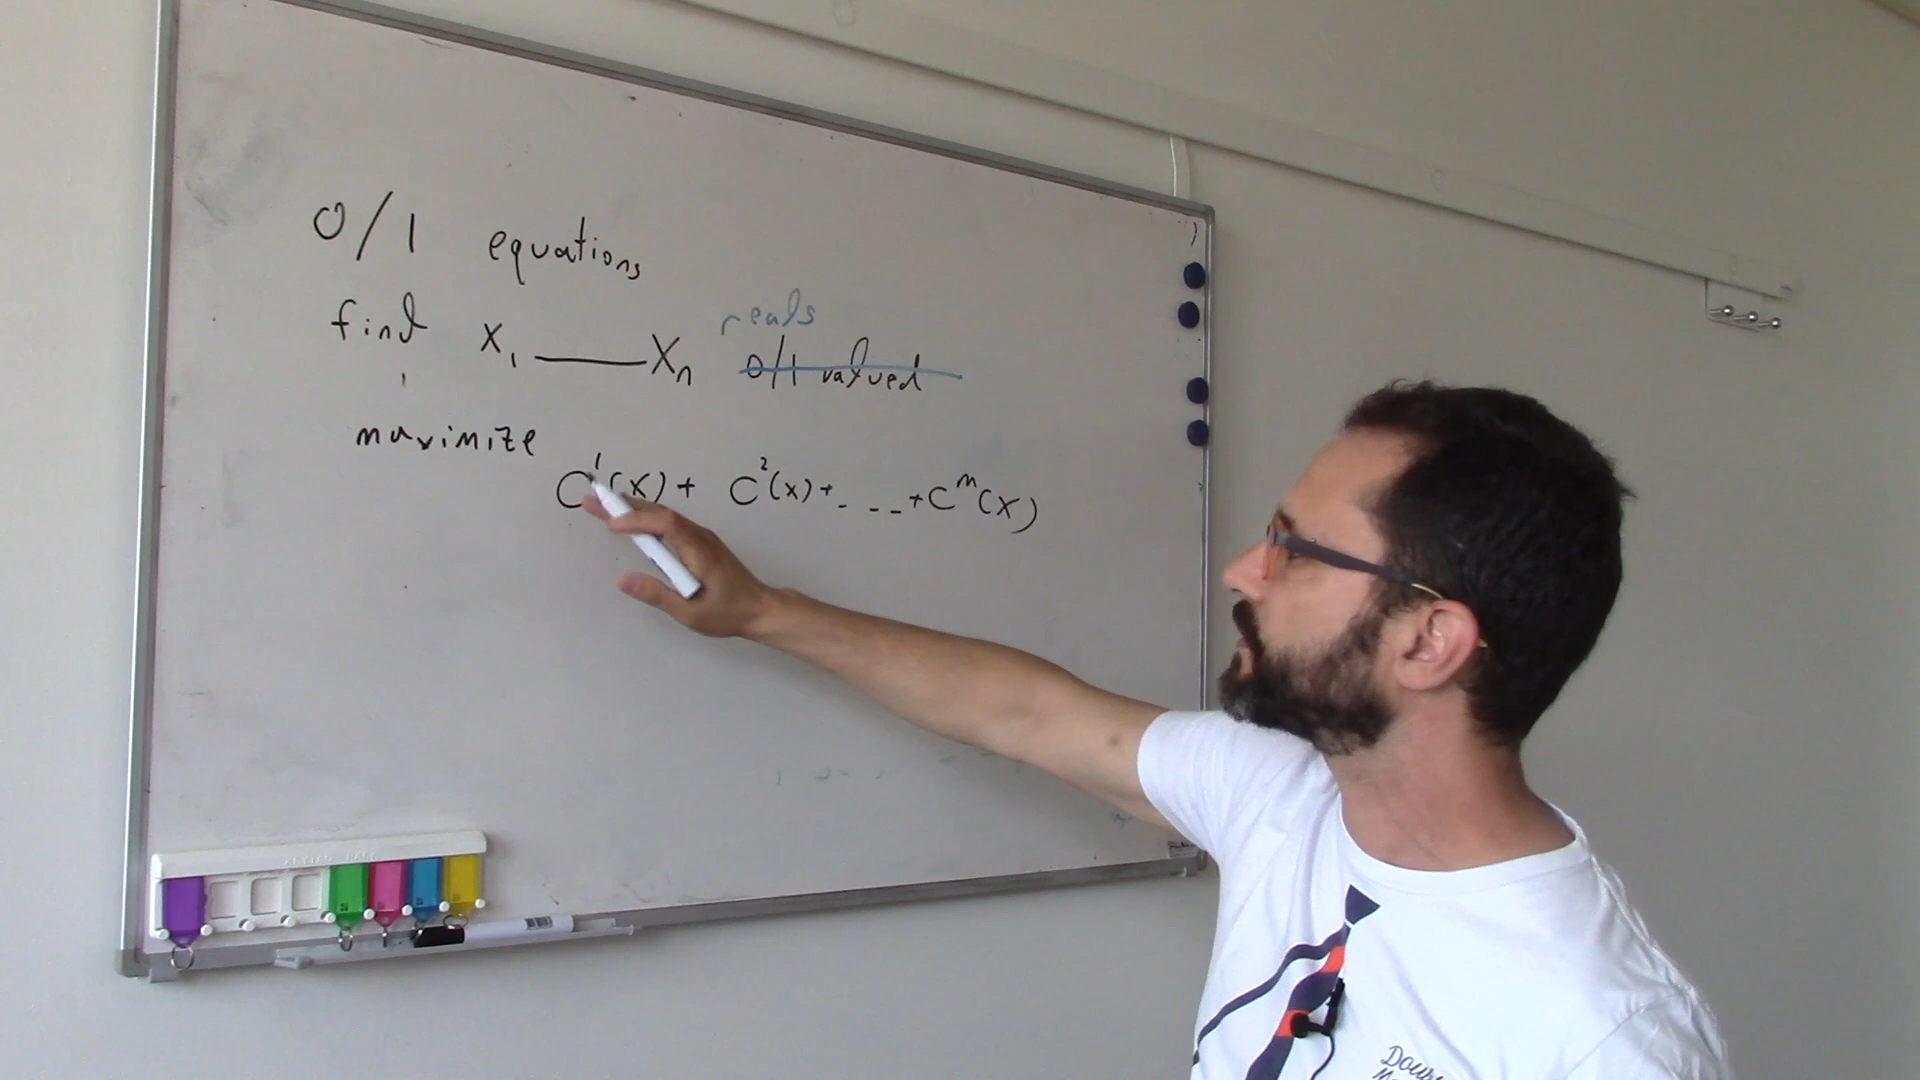 0/1 equations
reals
find X₁ —— Xₙ 0/1 valued
maximize
C¹(X) + C²(X) + - - - + Cᵐ(X)